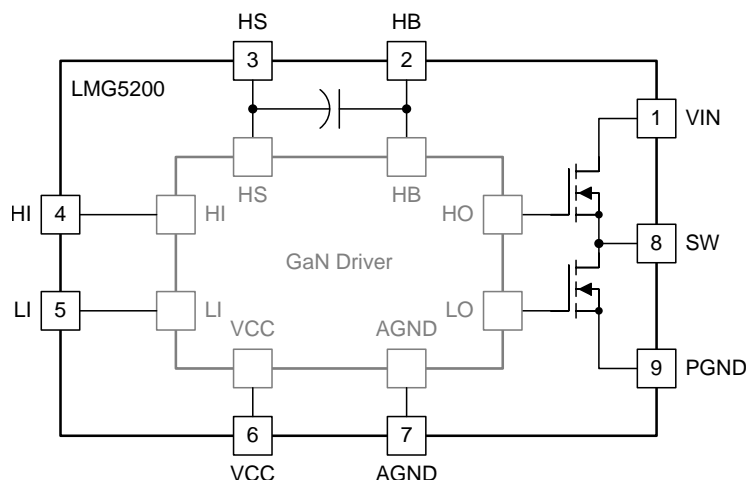 HS
HB
3
2
LMG5200
1
VIN
HS
HB
HI
4
HI
HO
GaN Driver
8
SW
LI
5
LI
LO
VCC
AGND
9
PGND
6
7
VCC
AGND